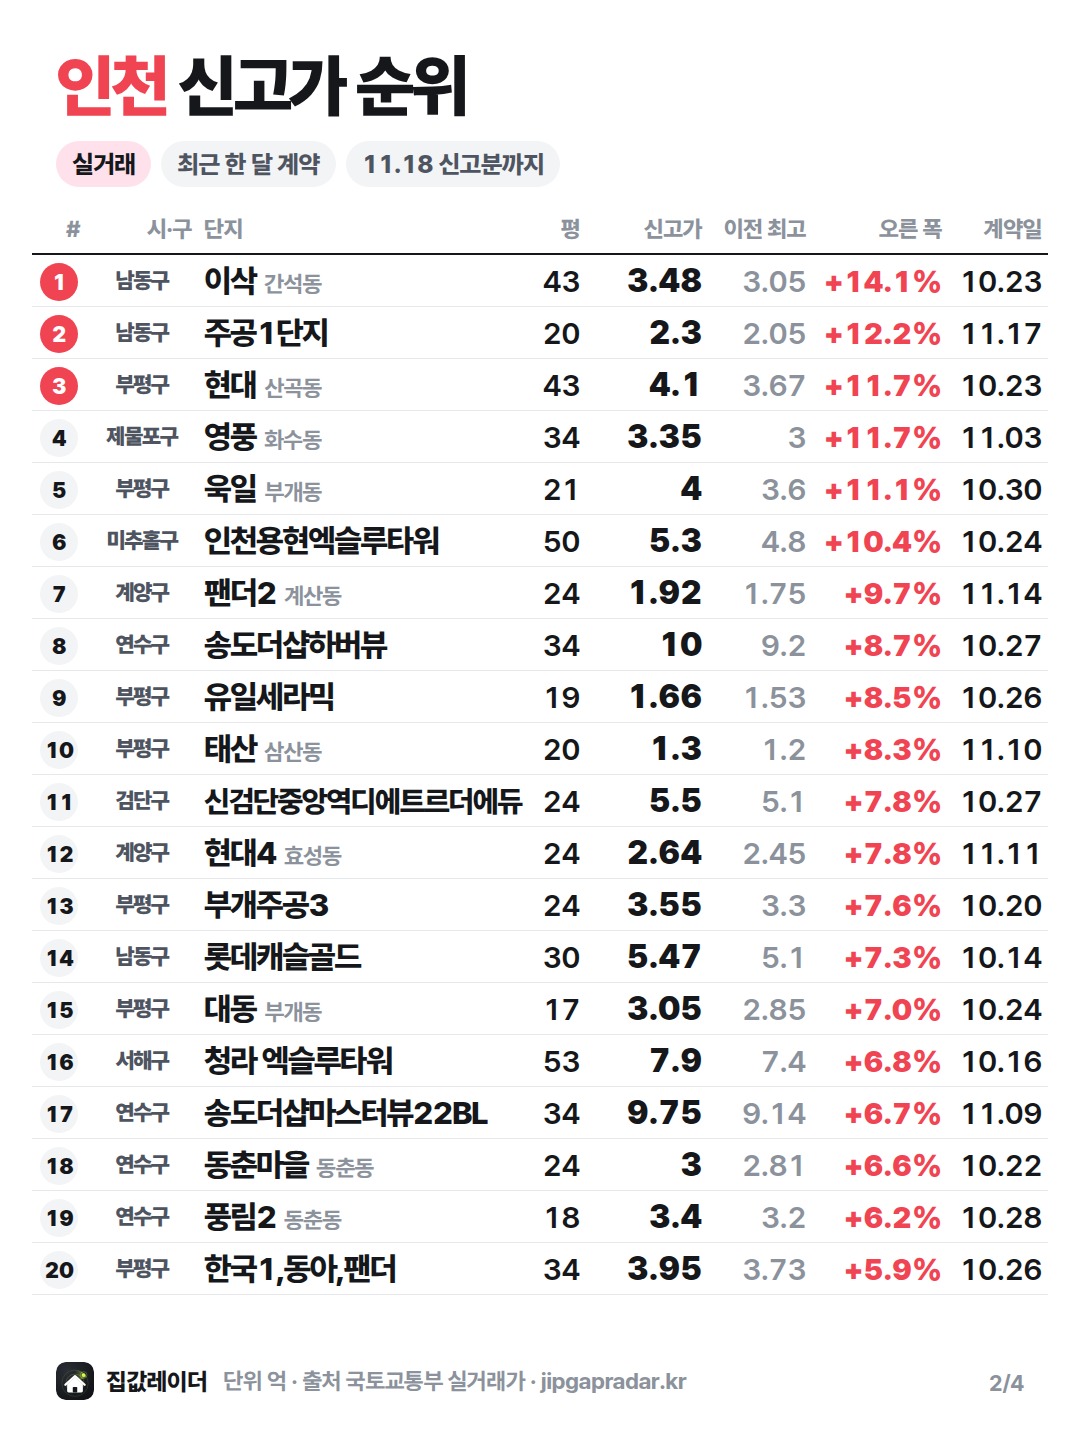 인천 신고가 순위
실거래 최근 한 달 계약 11.18 신고분까지
# 시·구 단지 평 신고가 이전 최고 오른 폭 계약일
1 남동구 이삭 간석동 43 3.48 3.05 +14.1% 10.23
2 남동구 주공1단지 20 2.3 2.05 +12.2% 11.17
3 부평구 현대 산곡동 43 4.1 3.67 +11.7% 10.23
4 제물포구 영풍 화수동 34 3.35 3 +11.7% 11.03
5 부평구 욱일 부개동 21 4 3.6 +11.1% 10.30
6 미추홀구 인천용현엑슬루타워 50 5.3 4.8 +10.4% 10.24
7 계양구 팬더2 계산동 24 1.92 1.75 +9.7% 11.14
8 연수구 송도더샵하버뷰 34 10 9.2 +8.7% 10.27
9 부평구 유일세라믹 19 1.66 1.53 +8.5% 10.26
10 부평구 태산 삼산동 20 1.3 1.2 +8.3% 11.10
11 검단구 신검단중앙역디에트르더에듀 24 5.5 5.1 +7.8% 10.27
12 계양구 현대4 효성동 24 2.64 2.45 +7.8% 11.11
13 부평구 부개주공3 24 3.55 3.3 +7.6% 10.20
14 남동구 롯데캐슬골드 30 5.47 5.1 +7.3% 10.14
15 부평구 대동 부개동 17 3.05 2.85 +7.0% 10.24
16 서해구 청라 엑슬루타워 53 7.9 7.4 +6.8% 10.16
17 연수구 송도더샵마스터뷰22BL 34 9.75 9.14 +6.7% 11.09
18 연수구 동춘마을 동춘동 24 3 2.81 +6.6% 10.22
19 연수구 풍림2 동춘동 18 3.4 3.2 +6.2% 10.28
20 부평구 한국1,동아,팬더 34 3.95 3.73 +5.9% 10.26
집값레이더 단위 억 · 출처 국토교통부 실거래가 · jipgapradar.kr 2/4